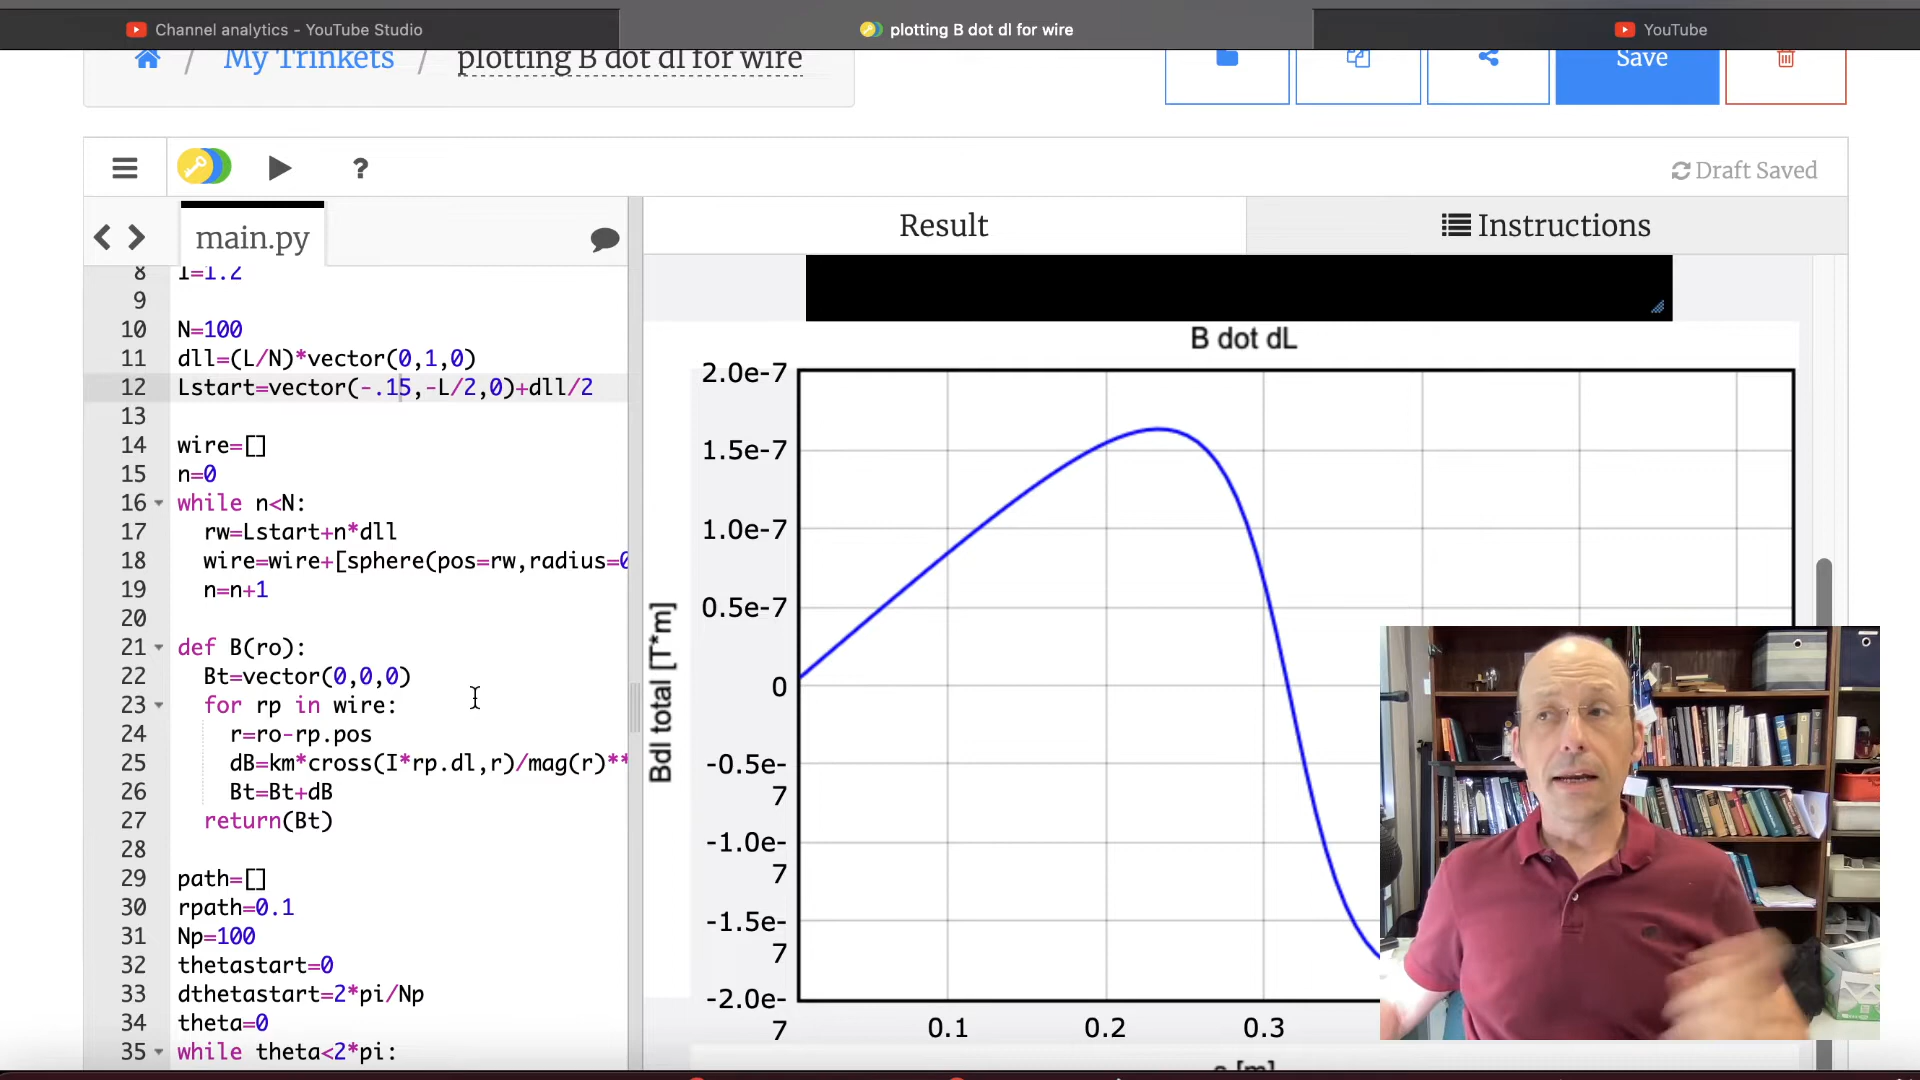 Channel analytics - YouTube Studio
plotting B dot dl for wire
YouTube
/ My Trinkets / plotting B dot dl for wire
Save
?
Draft Saved
main.py
Result
Instructions
8 I=1.2
9
10 N=100
11 dll=(L/N)*vector(0,1,0)
12 Lstart=vector(-.15,-L/2,0)+dll/2
13
14 wire=[]
15 n=0
16 while n<N:
17 rw=Lstart+n*dll
18 wire=wire+[sphere(pos=rw,radius=0
19 n=n+1
20
21 def B(ro):
22 Bt=vector(0,0,0)
23 for rp in wire:
24 r=ro-rp.pos
25 dB=km*cross(I*rp.dl,r)/mag(r)**
26 Bt=Bt+dB
27 return(Bt)
28
29 path=[]
30 rpath=0.1
31 Np=100
32 thetastart=0
33 dthetastart=2*pi/Np
34 theta=0
35 while theta<2*pi:
B dot dL
Bdl total [T*m]
2.0e-7
1.5e-7
1.0e-7
0.5e-7
0
-0.5e-
7
-1.0e-
7
-1.5e-
7
-2.0e-
7
0.1
0.2
0.3
s [m]